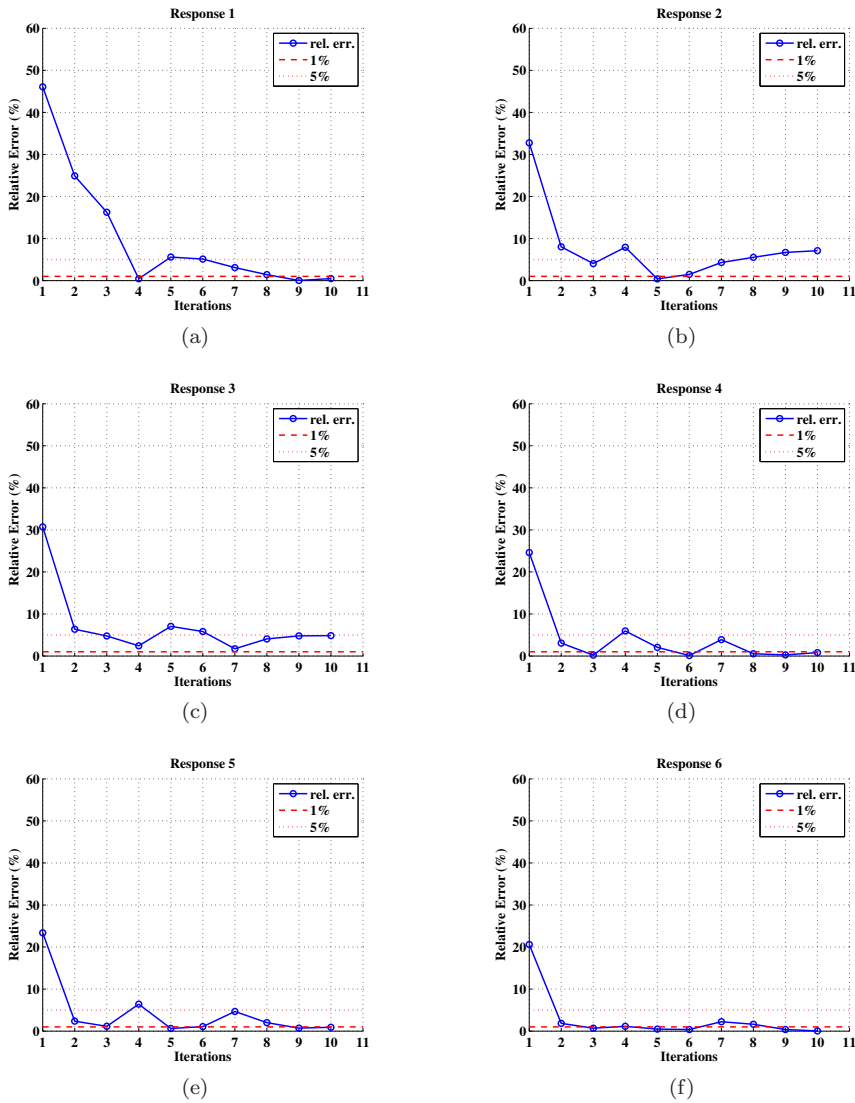 Response 1
60
50
40
30
20
10
0
Relative Error (%)
rel. err.
1%
5%
1 2 3 4 5 6 7 8 9 10 11
Iterations
(a)
Response 2
60
50
40
30
20
10
0
Relative Error (%)
rel. err.
1%
5%
1 2 3 4 5 6 7 8 9 10 11
Iterations
(b)
Response 3
60
50
40
30
20
10
0
Relative Error (%)
rel. err.
1%
5%
1 2 3 4 5 6 7 8 9 10 11
Iterations
(c)
Response 4
60
50
40
30
20
10
0
Relative Error (%)
rel. err.
1%
5%
1 2 3 4 5 6 7 8 9 10 11
Iterations
(d)
Response 5
60
50
40
30
20
10
0
Relative Error (%)
rel. err.
1%
5%
1 2 3 4 5 6 7 8 9 10 11
Iterations
(e)
Response 6
60
50
40
30
20
10
0
Relative Error (%)
rel. err.
1%
5%
1 2 3 4 5 6 7 8 9 10 11
Iterations
(f)